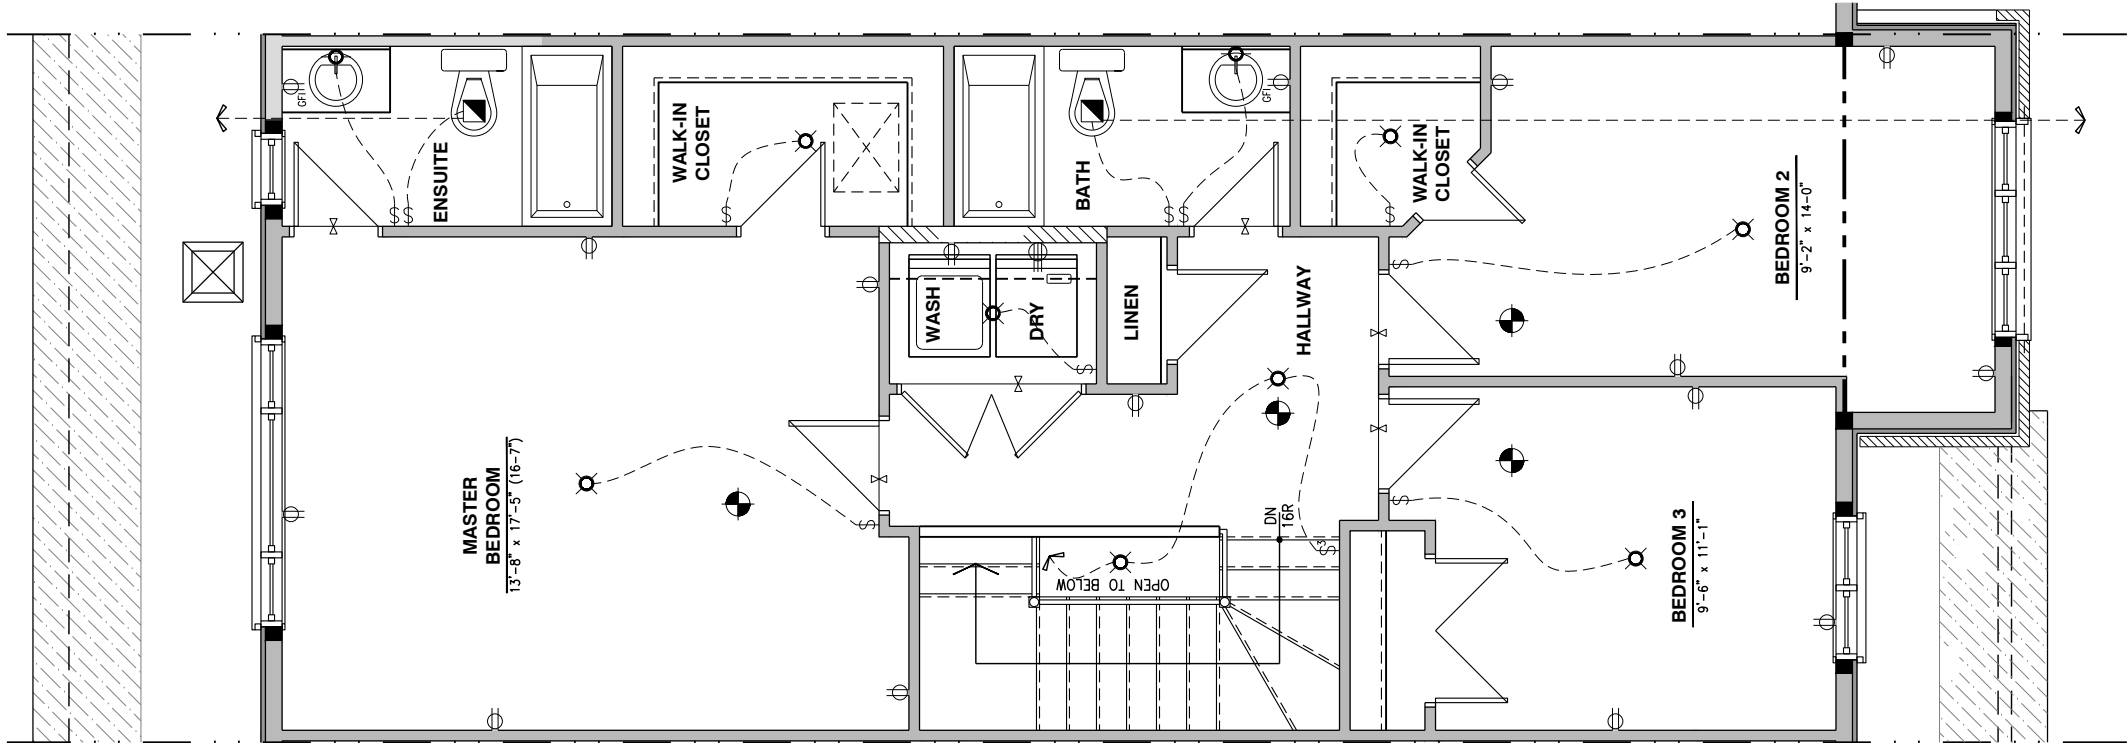 GFI
ENSUITE
S S
WALK-IN
CLOSET
S
BATH
S S
GFI
WALK-IN
CLOSET
S
BEDROOM 2
9'-2" x 14'-0"
S
WASH
DRY
S
LINEN
HALLWAY
MASTER
BEDROOM
13'-8" x 17'-5" (16-7")
S
DN
16R
S3
OPEN TO BELOW
S
BEDROOM 3
9'-6" x 11'-1"